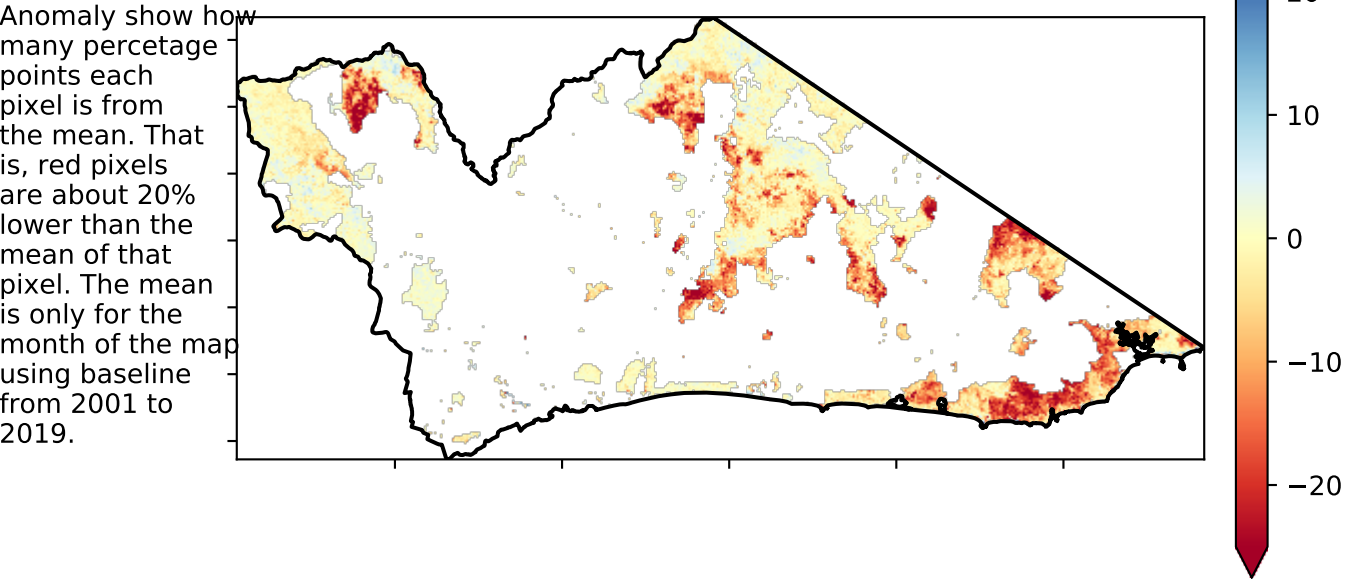 Anomaly show how
many percetage
points each
pixel is from
the mean. That
is, red pixels
are about 20%
lower than the
mean of that
pixel. The mean
is only for the
month of the map
using baseline
from 2001 to
2019.
10
0
−10
−20